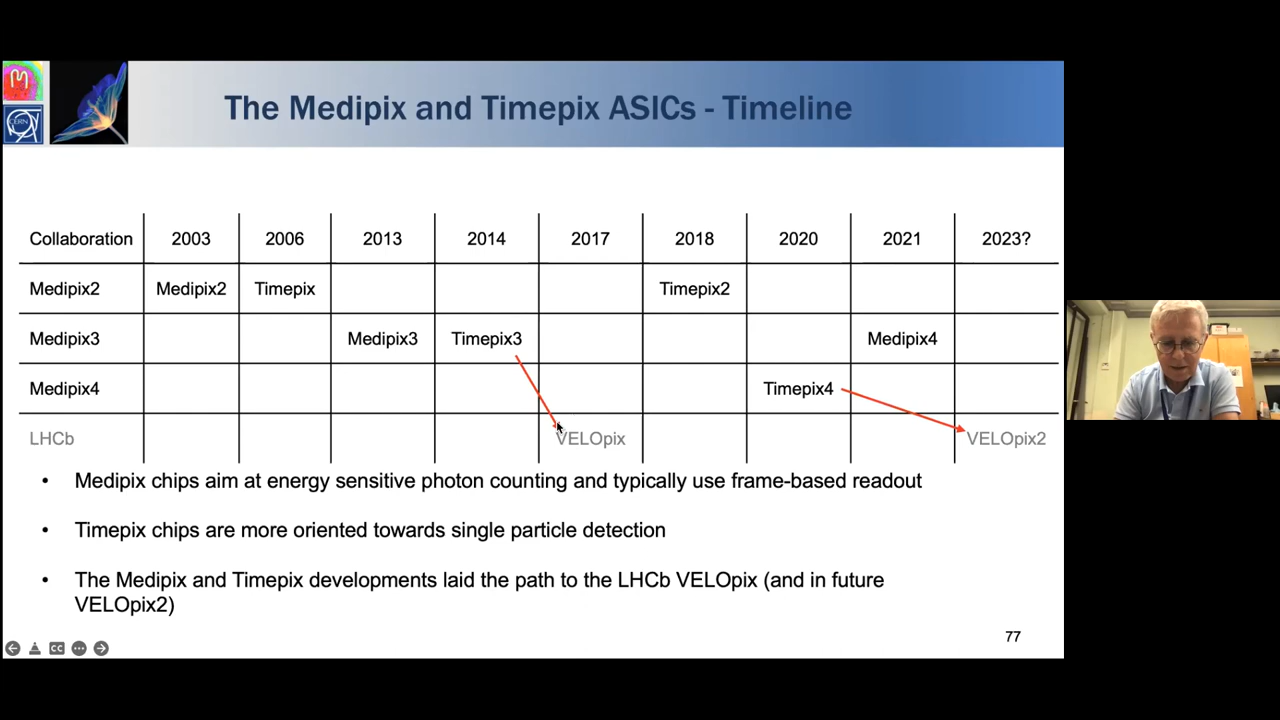 The Medipix and Timepix ASICs - Timeline
CERN
Collaboration 2003 2006 2013 2014 2017 2018 2020 2021 2023?
Medipix2 Medipix2 Timepix Timepix2
Medipix3 Medipix3 Timepix3 Medipix4
Medipix4 Timepix4
LHCb VELOpix VELOpix2
• Medipix chips aim at energy sensitive photon counting and typically use frame-based readout
• Timepix chips are more oriented towards single particle detection
• The Medipix and Timepix developments laid the path to the LHCb VELOpix (and in future
VELOpix2)
77
CC